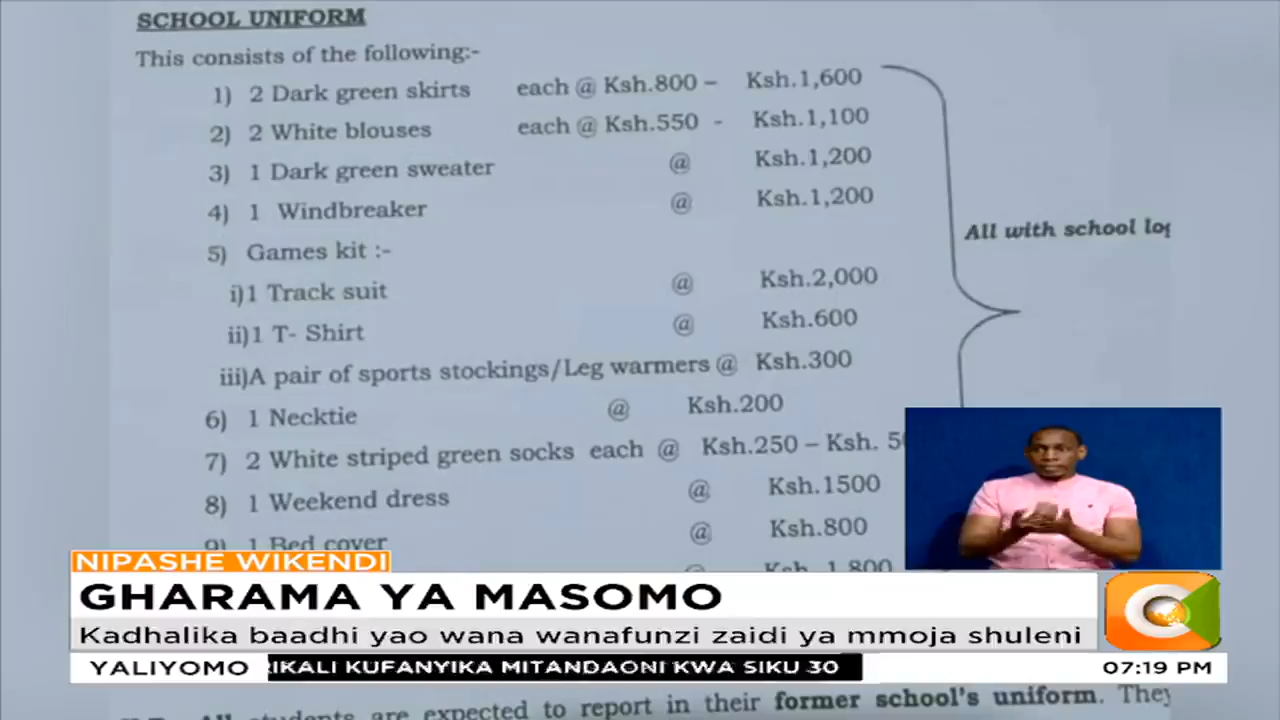 SCHOOL UNIFORM
This consists of the following:-
1) 2 Dark green skirts each @ Ksh.800 – Ksh.1,600
2) 2 White blouses each @ Ksh.550 - Ksh.1,100
3) 1 Dark green sweater @ Ksh.1,200
4) 1 Windbreaker @ Ksh.1,200
All with school
5) Games kit :-
i)1 Track suit @ Ksh.2,000
ii)1 T- Shirt @ Ksh.600
iii)A pair of sports stockings/Leg warmers @ Ksh.300
6) 1 Necktie @ Ksh.200
7) 2 White striped green socks each @ Ksh.250 – Ksh.
8) 1 Weekend dress @ Ksh.1500
9) 1 Bed cover @ Ksh.800
Ksh 1,800
NIPASHE WIKENDI
GHARAMA YA MASOMO
Kadhalika baadhi yao wana wanafunzi zaidi ya mmoja shuleni
YALIYOMO RIKALI KUFANYIKA MITANDAONI KWA SIKU 30 07:19 PM
All students are expected to report in their former school's uniform. They